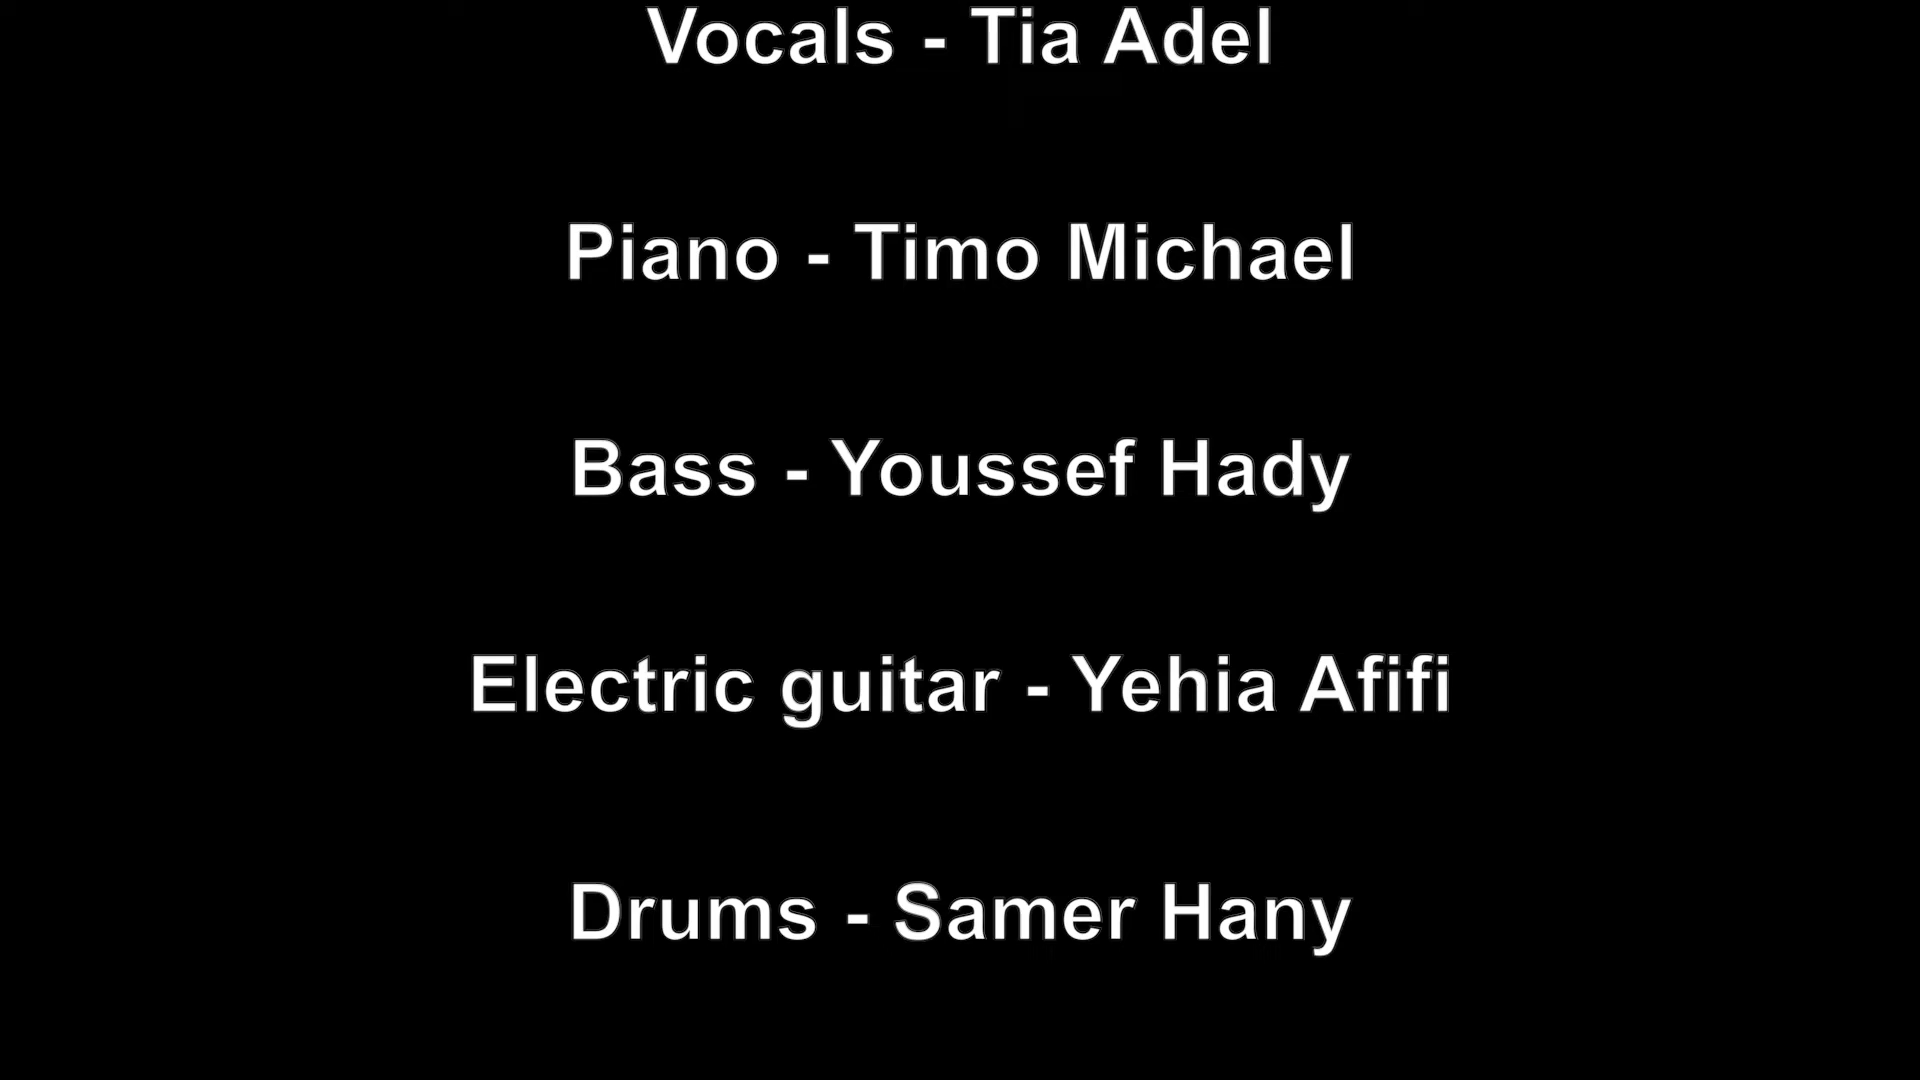 Vocals - Tia Adel
Piano - Timo Michael
Bass - Youssef Hady
Electric guitar - Yehia Afifi
Drums - Samer Hany